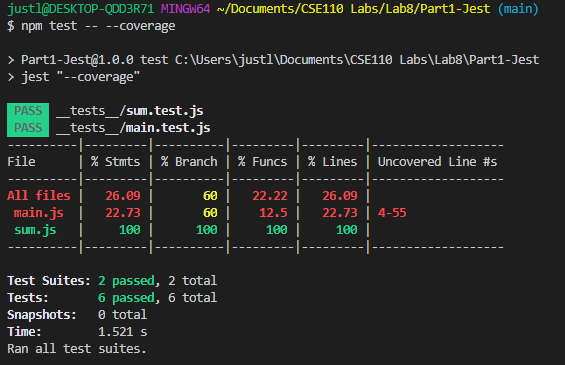 justl@DESKTOP-QDD3R71 MINGW64 ~/Documents/CSE110 Labs/Lab8/Part1-Jest (main)
$ npm test -- --coverage
> Part1-Jest@1.0.0 test C:\Users\justl\Documents\CSE110 Labs\Lab8\Part1-Jest
> jest "--coverage"
PASS __tests__/sum.test.js
PASS __tests__/main.test.js
----------|---------|----------|---------|---------|-------------------
File      | % Stmts | % Branch | % Funcs | % Lines | Uncovered Line #s
----------|---------|----------|---------|---------|-------------------
All files |   26.09 |       60 |   22.22 |   26.09 |
 main.js  |   22.73 |       60 |    12.5 |   22.73 | 4-55
 sum.js   |     100 |      100 |     100 |     100 |
----------|---------|----------|---------|---------|-------------------
Test Suites: 2 passed, 2 total
Tests:       6 passed, 6 total
Snapshots:   0 total
Time:        1.521 s
Ran all test suites.